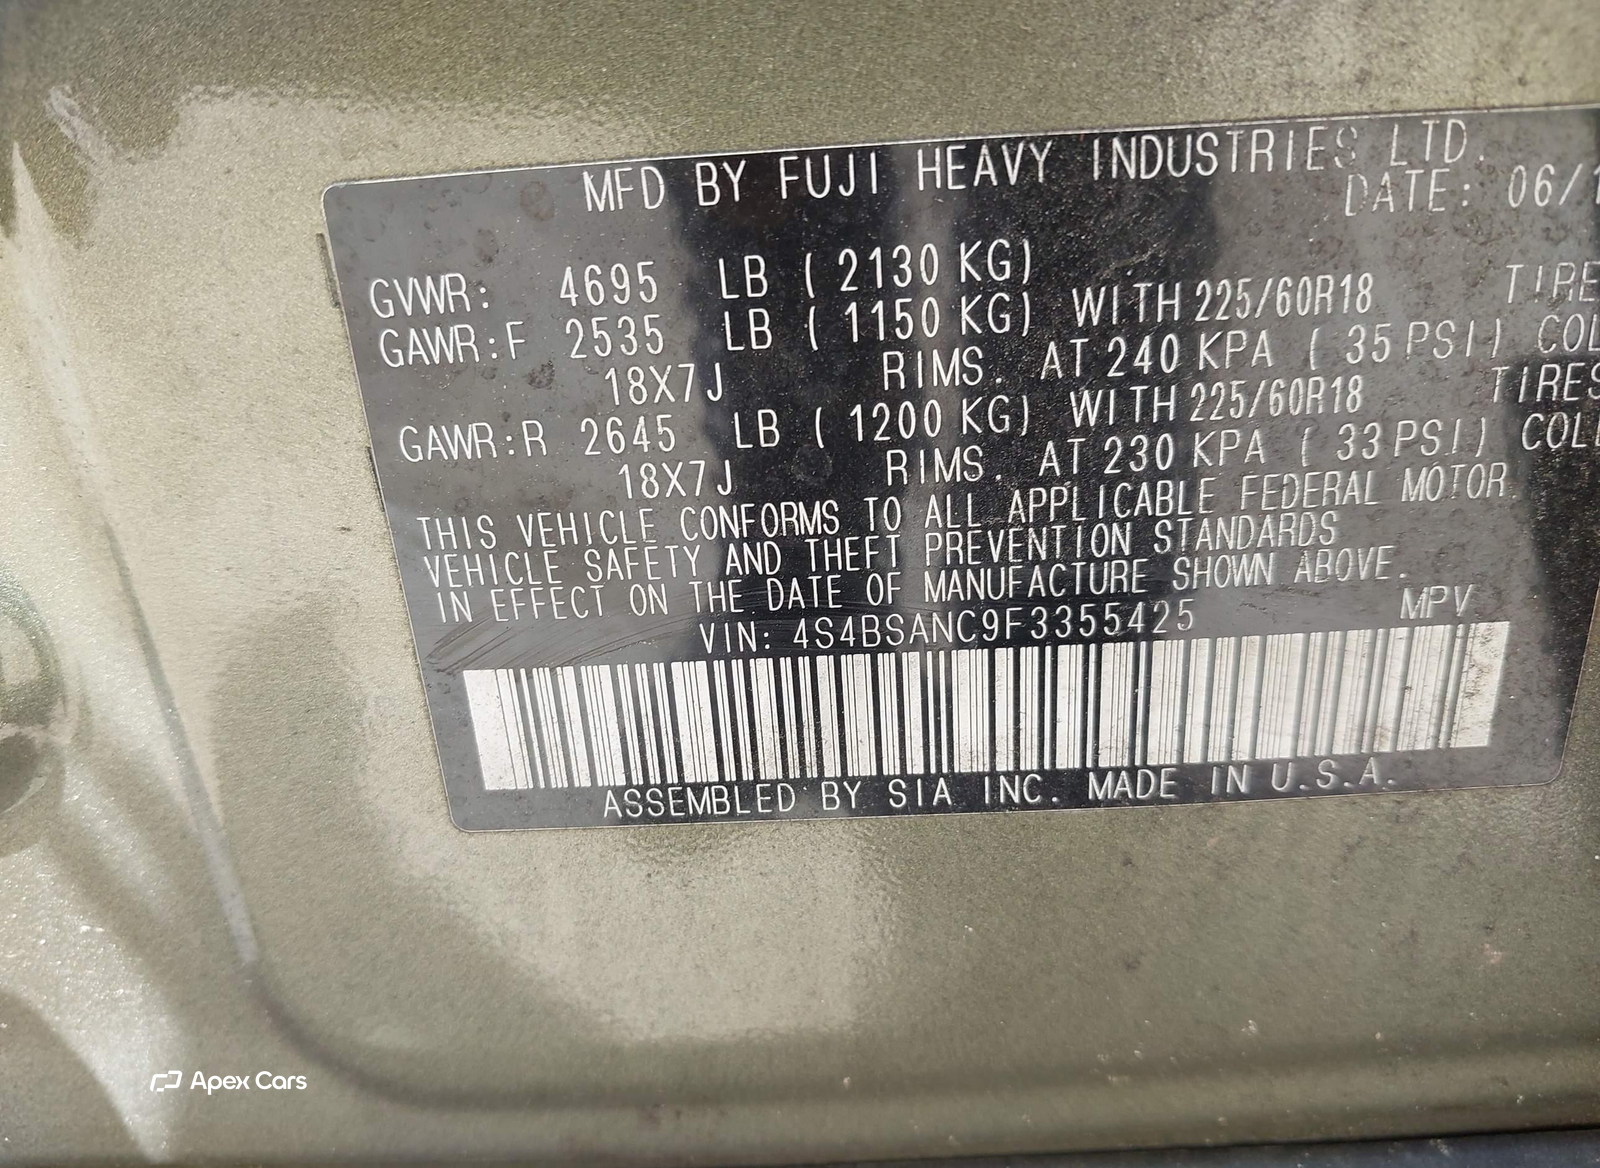 MFD BY FUJI HEAVY INDUSTRIES LTD.
DATE: 06/1
GVWR: 4695 LB ( 2130 KG)
GAWR:F 2535 LB ( 1150 KG) WITH 225/60R18 TIRE
18X7J RIMS. AT 240 KPA ( 35 PSI) COL
GAWR:R 2645 LB ( 1200 KG) WITH 225/60R18 TIRES
18X7J RIMS. AT 230 KPA ( 33 PSI) COL
THIS VEHICLE CONFORMS TO ALL APPLICABLE FEDERAL MOTOR
VEHICLE SAFETY AND THEFT PREVENTION STANDARDS
IN EFFECT ON THE DATE OF MANUFACTURE SHOWN ABOVE.
VIN: 4S4BSANC9F3355425 MPV
ASSEMBLED BY SIA INC. MADE IN U.S.A.
Apex Cars